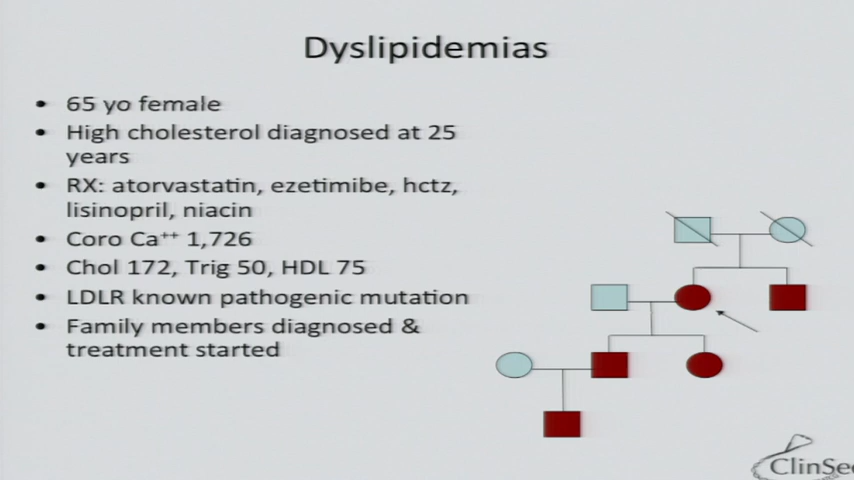 Dyslipidemias
• 65 yo female
• High cholesterol diagnosed at 25
years
• RX: atorvastatin, ezetimibe, hctz,
lisinopril, niacin
• Coro Ca⁺⁺ 1,726
• Chol 172, Trig 50, HDL 75
• LDLR known pathogenic mutation
• Family members diagnosed &
treatment started
ClinSe